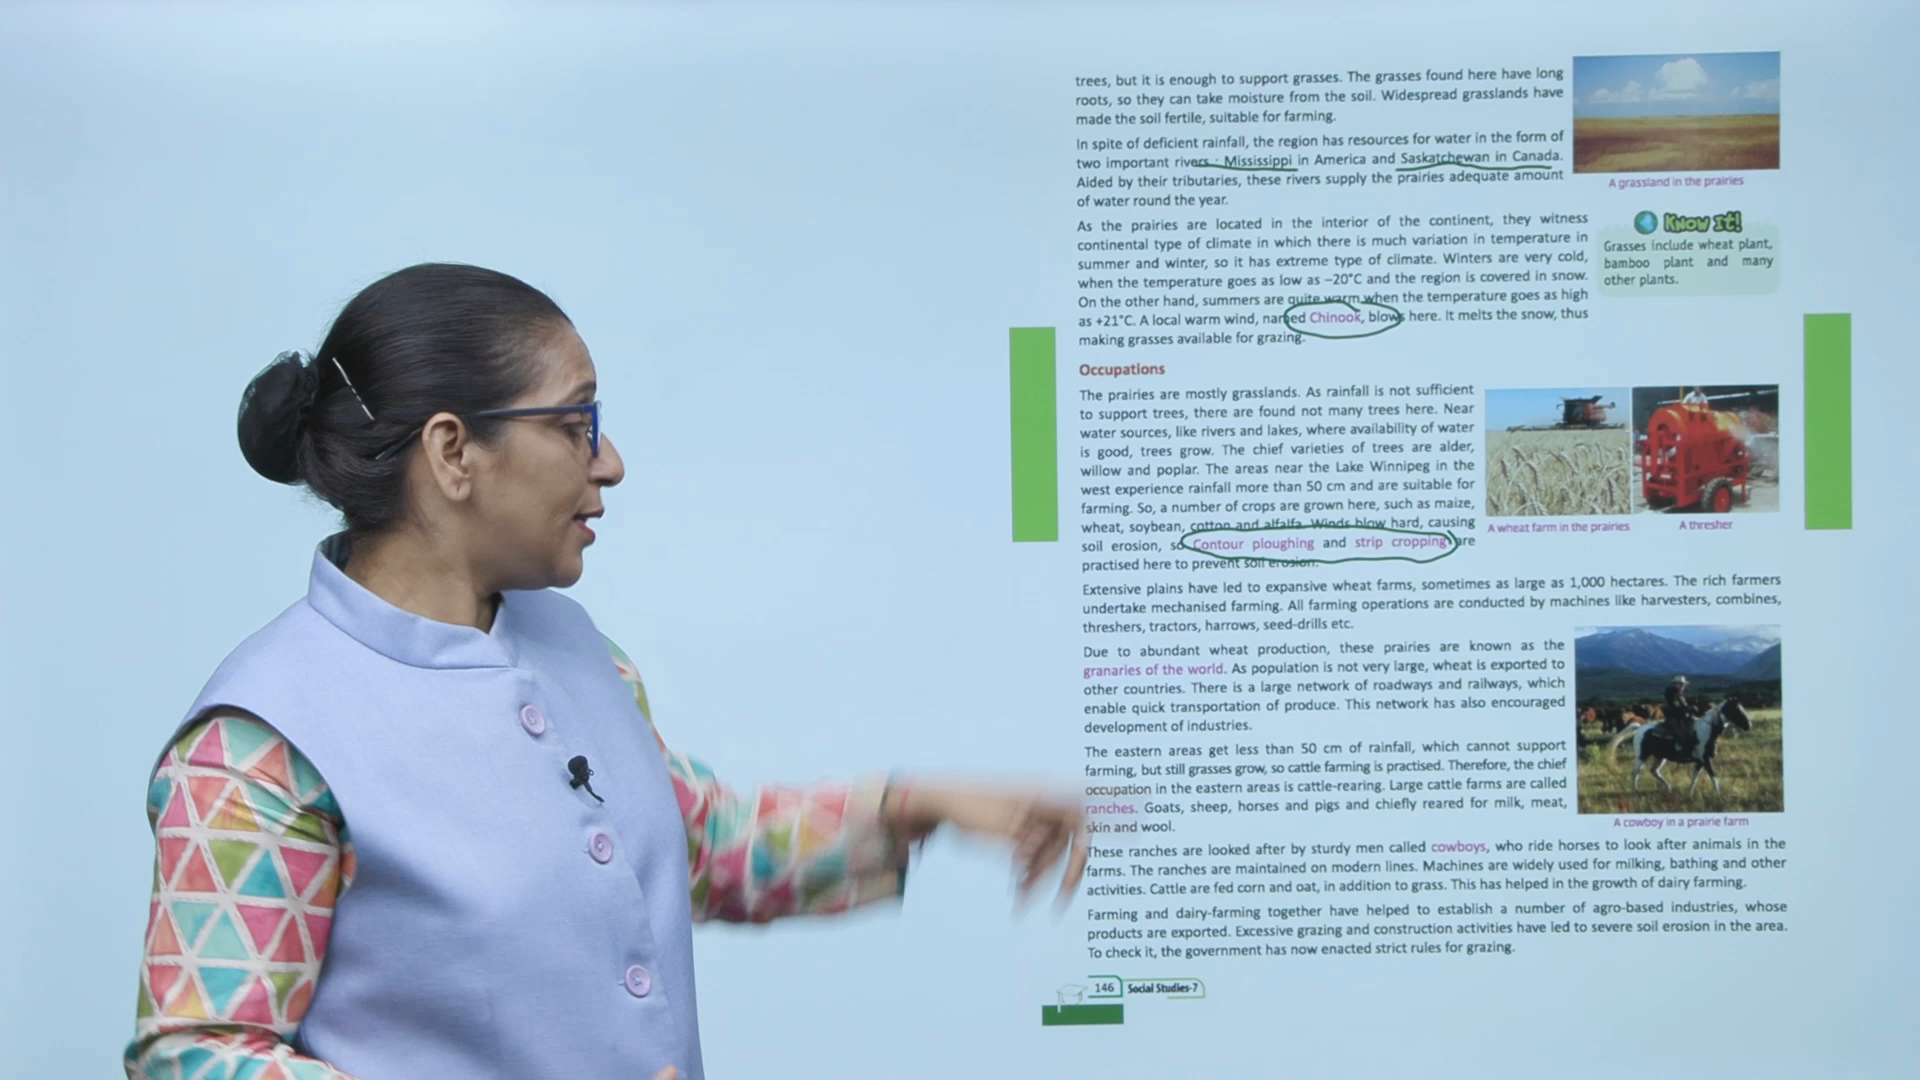 trees, but it is enough to support grasses. The grasses found here have long
roots, so they can take moisture from the soil. Widespread grasslands have
made the soil fertile, suitable for farming.
In spite of deficient rainfall, the region has resources for water in the form of
two important rivers : Mississippi in America and Saskatchewan in Canada.
Aided by their tributaries, these rivers supply the prairies adequate amount
of water round the year.
A grassland in the prairies
As the prairies are located in the interior of the continent, they witness
continental type of climate in which there is much variation in temperature in
summer and winter, so it has extreme type of climate. Winters are very cold,
when the temperature goes as low as –20°C and the region is covered in snow.
On the other hand, summers are quite warm when the temperature goes as high
as +21°C. A local warm wind, named Chinook, blows here. It melts the snow, thus
making grasses available for grazing.
Know It!
Grasses include wheat plant,
bamboo plant and many
other plants.
Occupations
The prairies are mostly grasslands. As rainfall is not sufficient
to support trees, there are found not many trees here. Near
water sources, like rivers and lakes, where availability of water
is good, trees grow. The chief varieties of trees are alder,
willow and poplar. The areas near the Lake Winnipeg in the
west experience rainfall more than 50 cm and are suitable for
farming. So, a number of crops are grown here, such as maize,
wheat, soybean, cotton and alfalfa. Winds blow hard, causing
soil erosion, so Contour ploughing and strip cropping are
practised here to prevent soil erosion.
A wheat farm in the prairies
A thresher
Extensive plains have led to expansive wheat farms, sometimes as large as 1,000 hectares. The rich farmers
undertake mechanised farming. All farming operations are conducted by machines like harvesters, combines,
threshers, tractors, harrows, seed-drills etc.
Due to abundant wheat production, these prairies are known as the
granaries of the world. As population is not very large, wheat is exported to
other countries. There is a large network of roadways and railways, which
enable quick transportation of produce. This network has also encouraged
development of industries.
The eastern areas get less than 50 cm of rainfall, which cannot support
farming, but still grasses grow, so cattle farming is practised. Therefore, the chief
occupation in the eastern areas is cattle-rearing. Large cattle farms are called
ranches. Goats, sheep, horses and pigs and chiefly reared for milk, meat,
skin and wool.
A cowboy in a prairie farm
These ranches are looked after by sturdy men called cowboys, who ride horses to look after animals in the
farms. The ranches are maintained on modern lines. Machines are widely used for milking, bathing and other
activities. Cattle are fed corn and oat, in addition to grass. This has helped in the growth of dairy farming.
Farming and dairy-farming together have helped to establish a number of agro-based industries, whose
products are exported. Excessive grazing and construction activities have led to severe soil erosion in the area.
To check it, the government has now enacted strict rules for grazing.
146 Social Studies-7